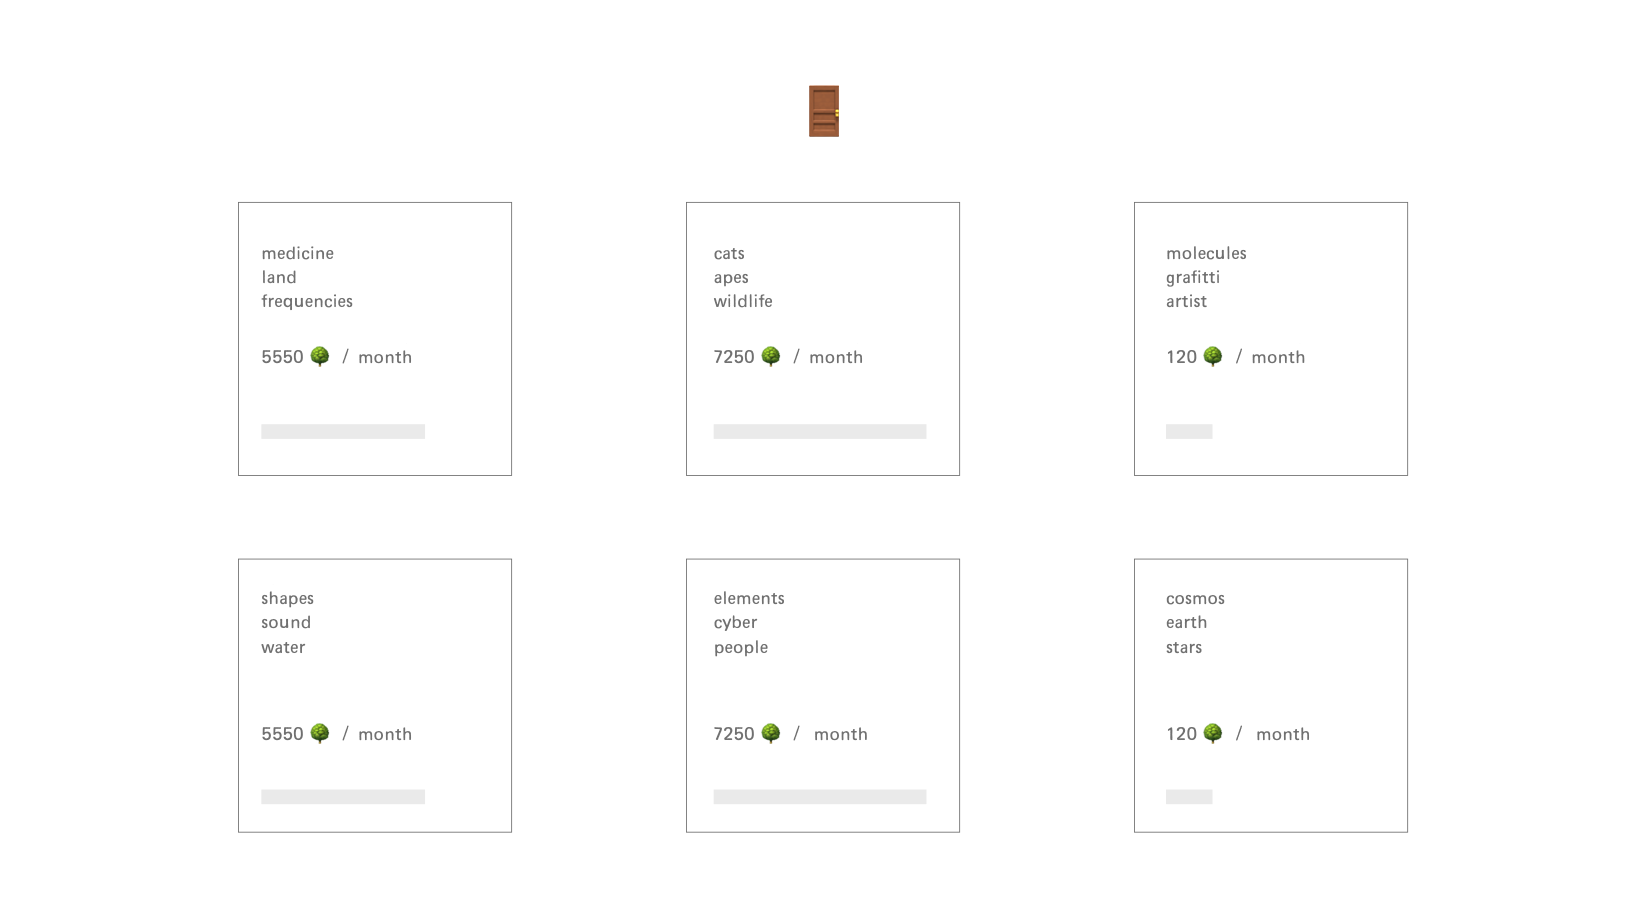 medicine
land
frequencies
5550 🌳 / month
cats
apes
wildlife
7250 🌳 / month
molecules
grafitti
artist
120 🌳 / month
shapes
sound
water
5550 🌳 / month
elements
cyber
people
7250 🌳 / month
cosmos
earth
stars
120 🌳 / month